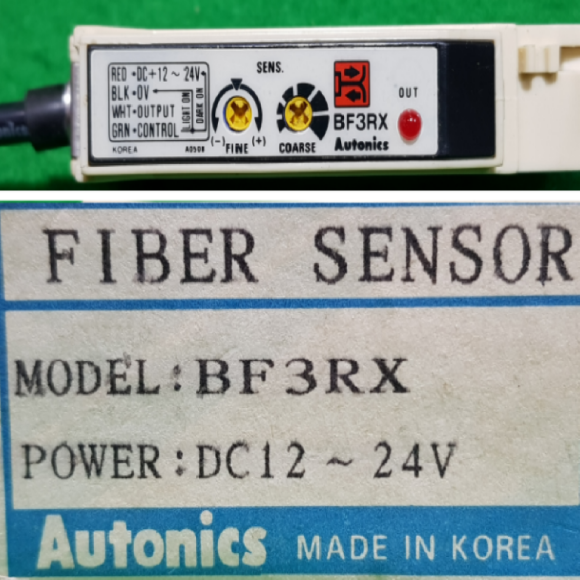 SENS.
RED •DC+12 ~ 24V
BLK •0V
WHT•OUTPUT
GRN•CONTROL
LIGHT ON
DARK ON
KOREA
A0508
(-) FINE (+)
COARSE
BF3RX
Autonics
OUT
FIBER SENSOR
MODEL : BF3RX
POWER : DC12 ~ 24V
Autonics MADE IN KOREA